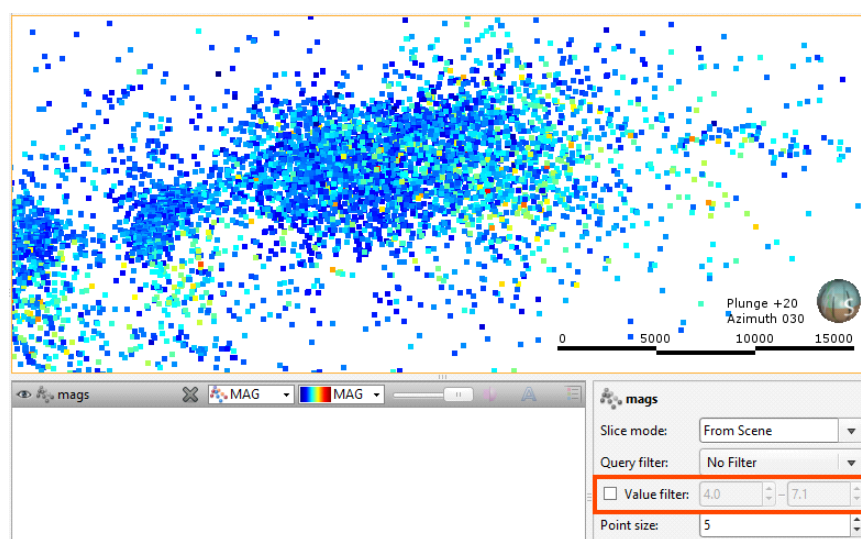 Plunge +20
Azimuth 030
0 5000 10000 15000
S
mags MAG MAG A
mags
Slice mode: From Scene
Query filter: No Filter
Value filter: 4.0 – 7.1
Point size: 5